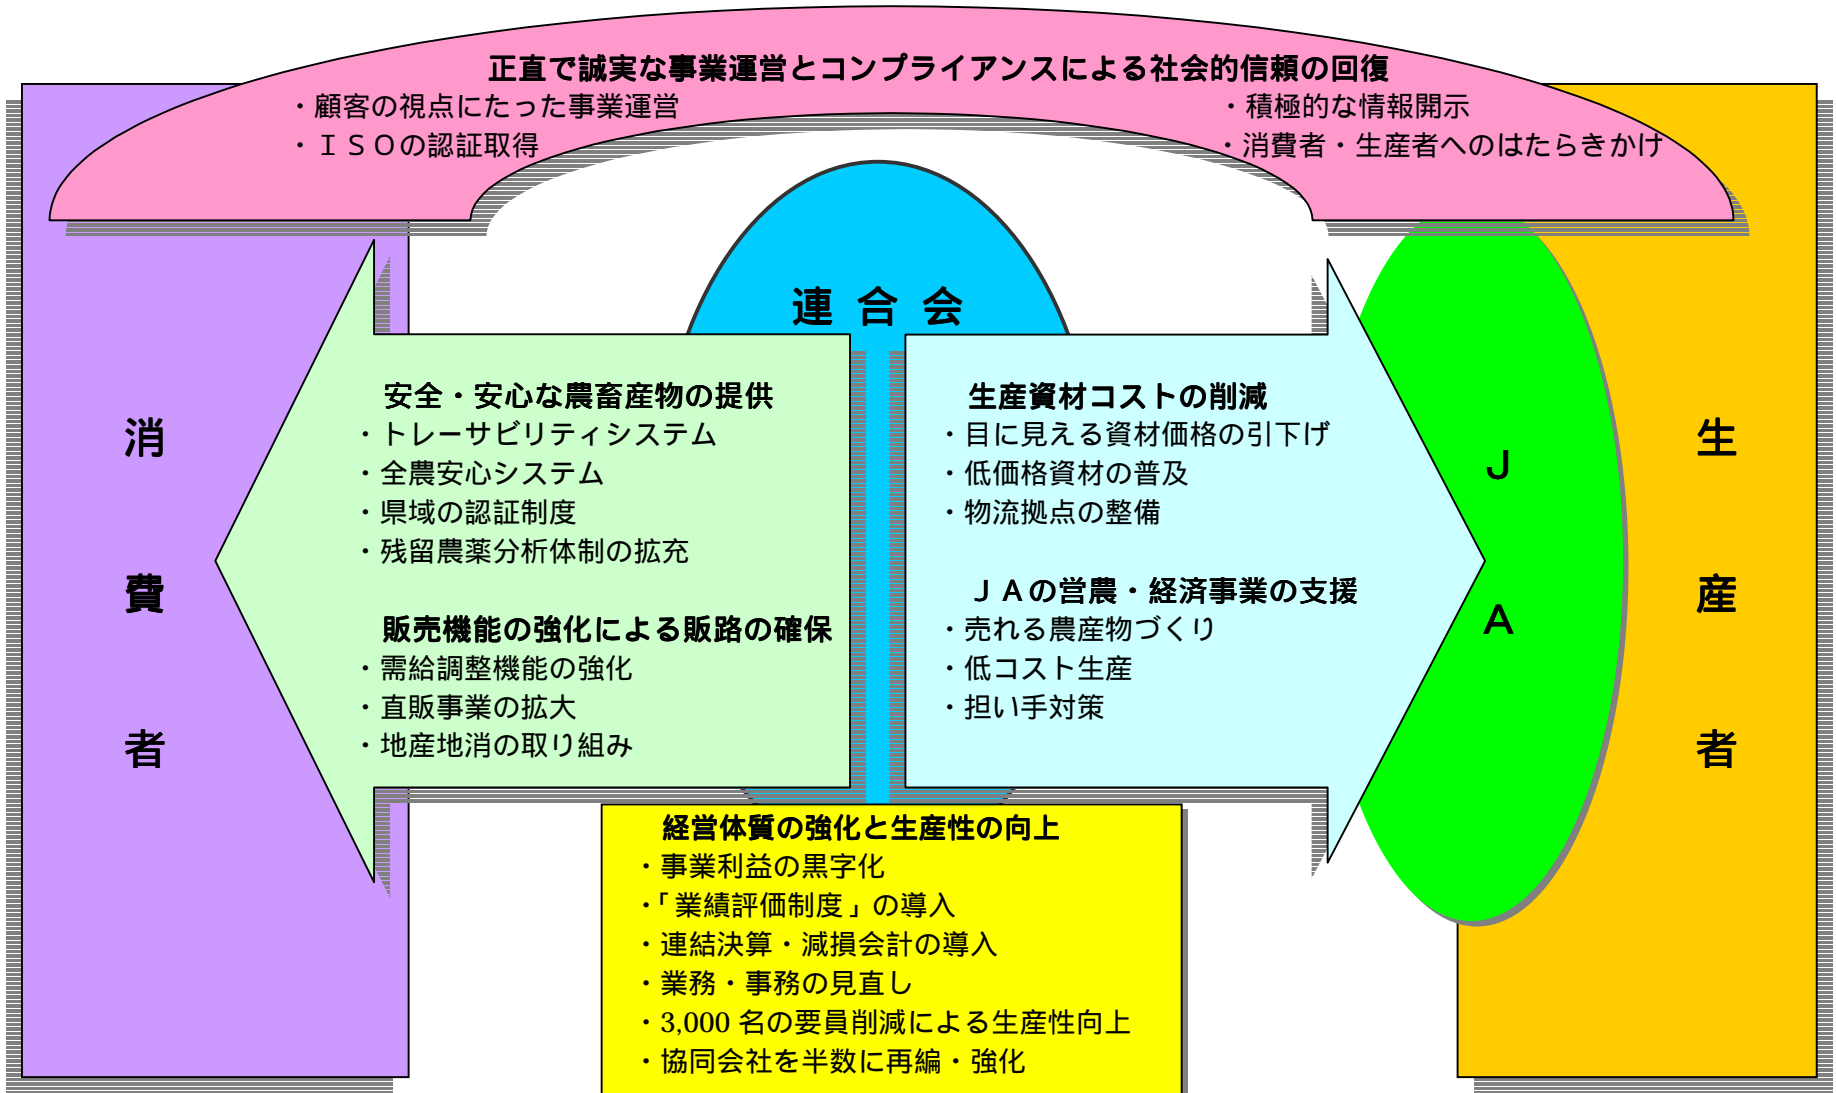 正直で誠実な事業運営とコンプライアンスによる社会的信頼の回復
・顧客の視点にたった事業運営
・ＩＳＯの認証取得
・積極的な情報開示
・消費者・生産者へのはたらきかけ
連合会
消費者
安全・安心な農畜産物の提供
・トレーサビリティシステム
・全農安心システム
・県域の認証制度
・残留農薬分析体制の拡充
販売機能の強化による販路の確保
・需給調整機能の強化
・直販事業の拡大
・地産地消の取り組み
生産資材コストの削減
・目に見える資材価格の引下げ
・低価格資材の普及
・物流拠点の整備
ＪＡの営農・経済事業の支援
・売れる農産物づくり
・低コスト生産
・担い手対策
ＪＡ
生産者
経営体質の強化と生産性の向上
・事業利益の黒字化
・「業績評価制度」の導入
・連結決算・減損会計の導入
・業務・事務の見直し
・3,000 名の要員削減による生産性向上
・協同会社を半数に再編・強化